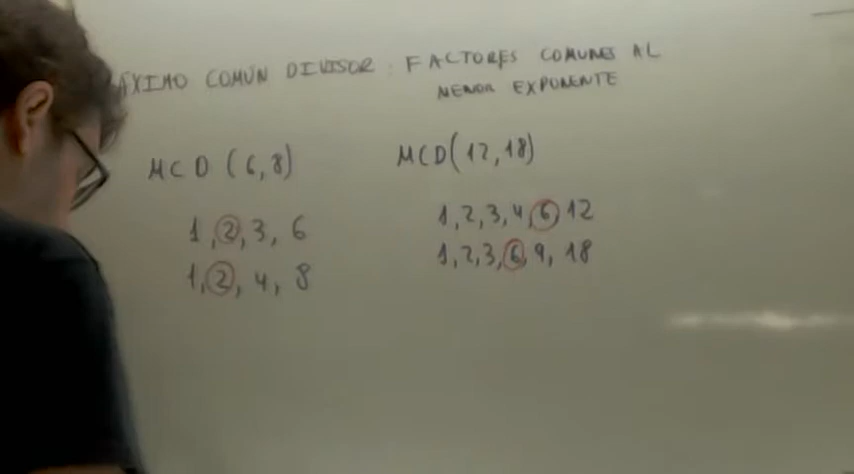 ÁXIMO COMÚN DIVISOR: FACTORES COMUNES AL
MENOR EXPONENTE
MCD (6,8)
1, 2, 3, 6
1, 2, 4, 8
MCD(12,18)
1, 2, 3, 4, 6, 12
1, 2, 3, 6, 9, 18